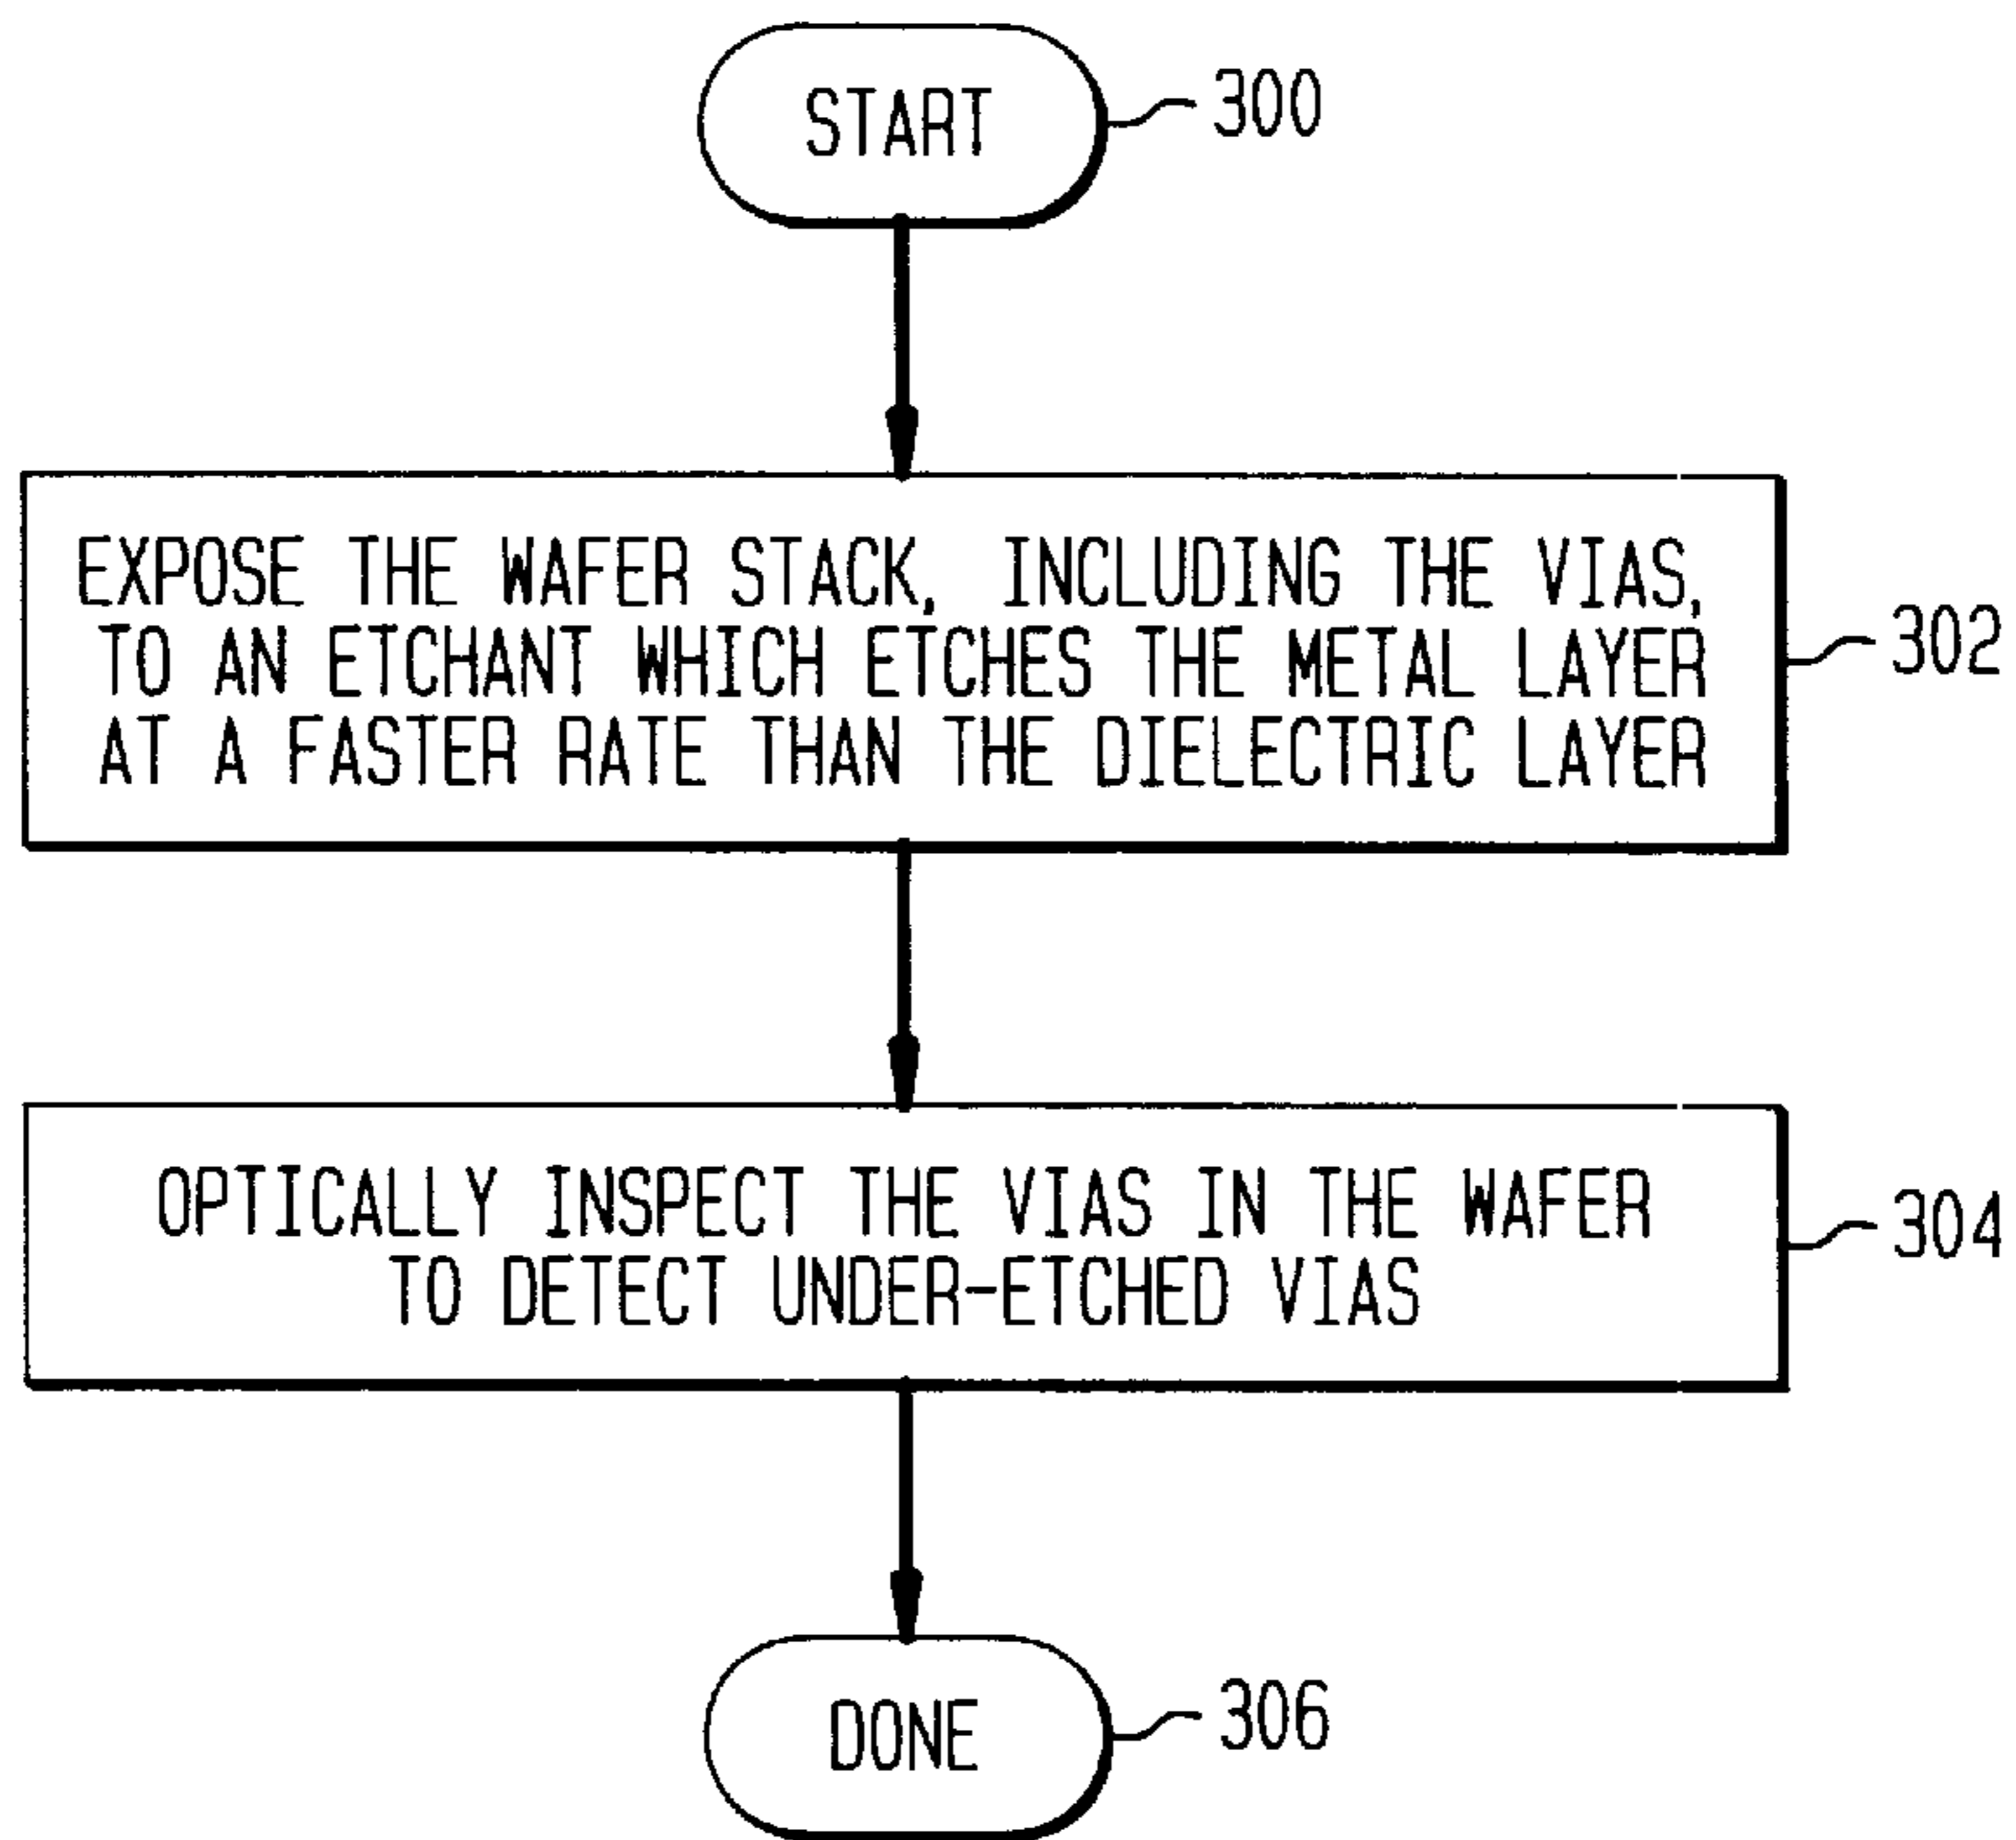 START
300
EXPOSE THE WAFER STACK, INCLUDING THE VIAS,
TO AN ETCHANT WHICH ETCHES THE METAL LAYER
AT A FASTER RATE THAN THE DIELECTRIC LAYER
302
OPTICALLY INSPECT THE VIAS IN THE WAFER
TO DETECT UNDER-ETCHED VIAS
304
DONE
306